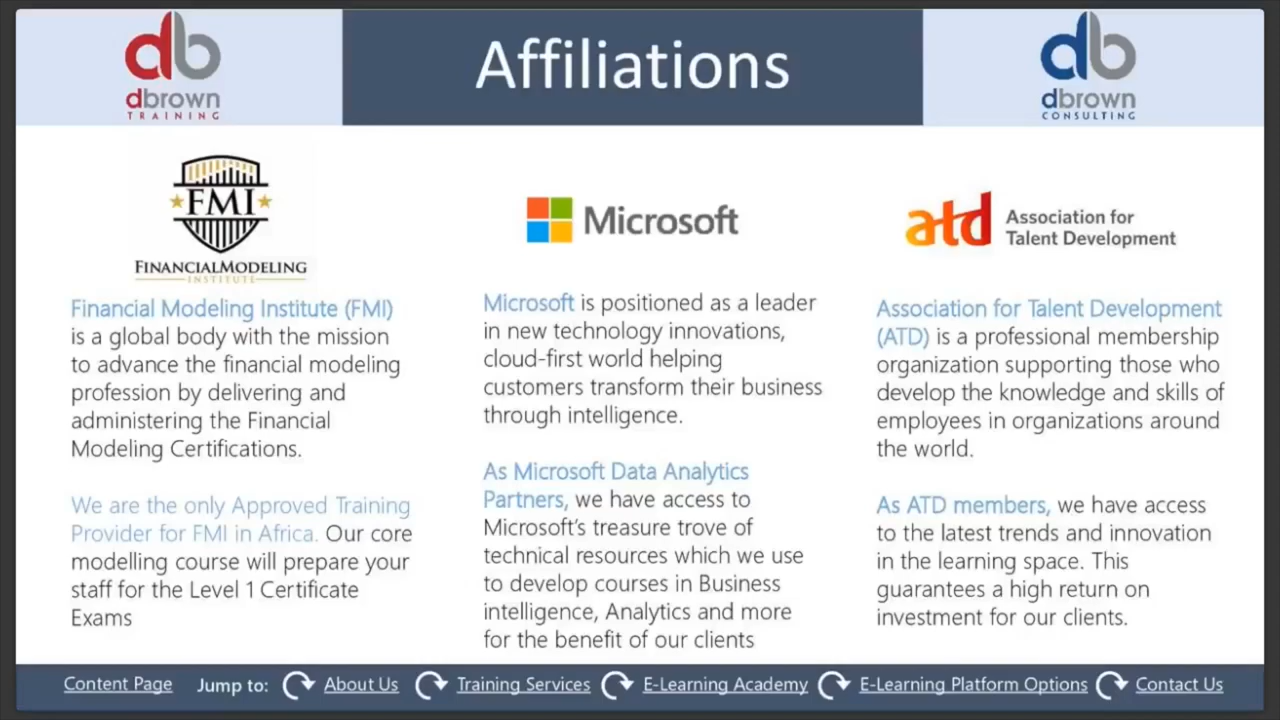 db
dbrown
TRAINING
Affiliations
db
dbrown
CONSULTING
FMI
FINANCIALMODELING
INSTITUTE
Financial Modeling Institute (FMI)
is a global body with the mission
to advance the financial modeling
profession by delivering and
administering the Financial
Modeling Certifications.
We are the only Approved Training
Provider for FMI in Africa. Our core
modelling course will prepare your
staff for the Level 1 Certificate
Exams
Microsoft
Microsoft is positioned as a leader
in new technology innovations,
cloud-first world helping
customers transform their business
through intelligence.
As Microsoft Data Analytics
Partners, we have access to
Microsoft's treasure trove of
technical resources which we use
to develop courses in Business
intelligence, Analytics and more
for the benefit of our clients
atd Association for
Talent Development
Association for Talent Development
(ATD) is a professional membership
organization supporting those who
develop the knowledge and skills of
employees in organizations around
the world.
As ATD members, we have access
to the latest trends and innovation
in the learning space. This
guarantees a high return on
investment for our clients.
Content Page Jump to: About Us Training Services E-Learning Academy E-Learning Platform Options Contact Us